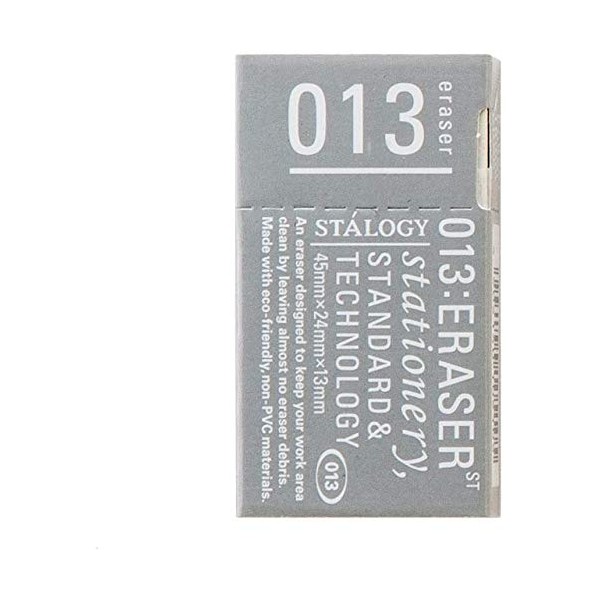 013
eraser
STÁLOGY
013·ERASER ST
stationery,
STANDARD &
TECHNOLOGY
45mm×24mm×13mm
An eraser designed to keep your work area
clean by leaving almost no eraser debris.
Made with eco-friendly, non-PVC materials.
013